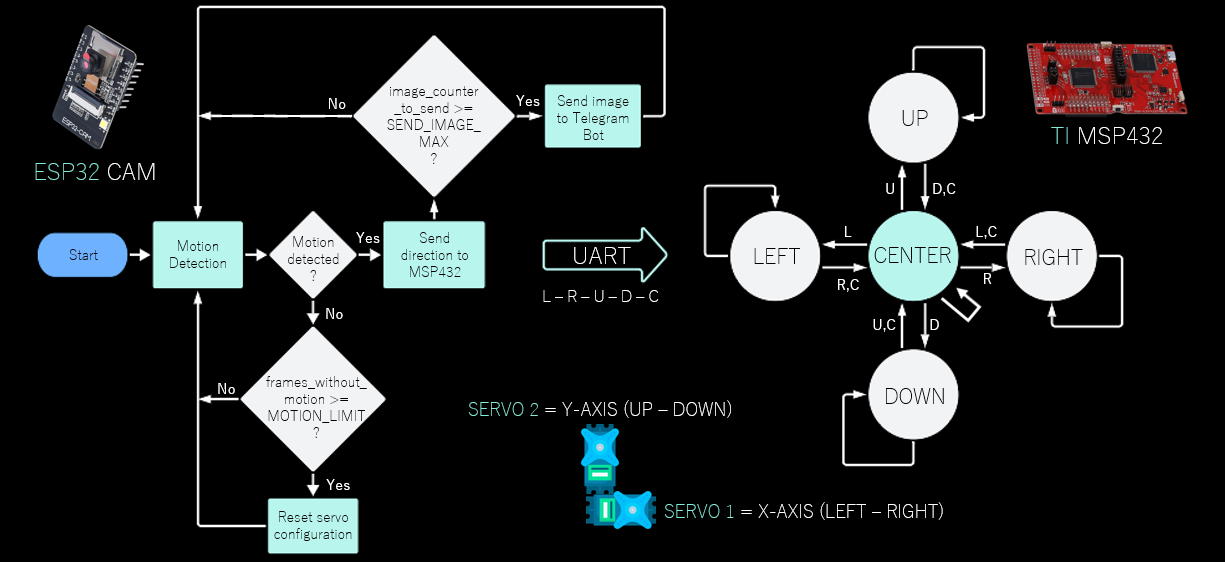 ESP32-CAM
ESP32 CAM
Start
Motion
Detection
Motion
detected
?
Yes
Send
direction to
MSP432
image_counter
_to_send >=
SEND_IMAGE_
MAX
?
No
Yes
Send image
to Telegram
Bot
No
frames_without_
motion >=
MOTION_LIMIT
?
No
Yes
Reset servo
configuration
UART
L – R – U – D – C
TI MSP432
UP
U
D,C
LEFT
L
R,C
CENTER
L,C
R
RIGHT
U,C
D
DOWN
SERVO 2 = Y-AXIS (UP – DOWN)
SERVO 1 = X-AXIS (LEFT – RIGHT)